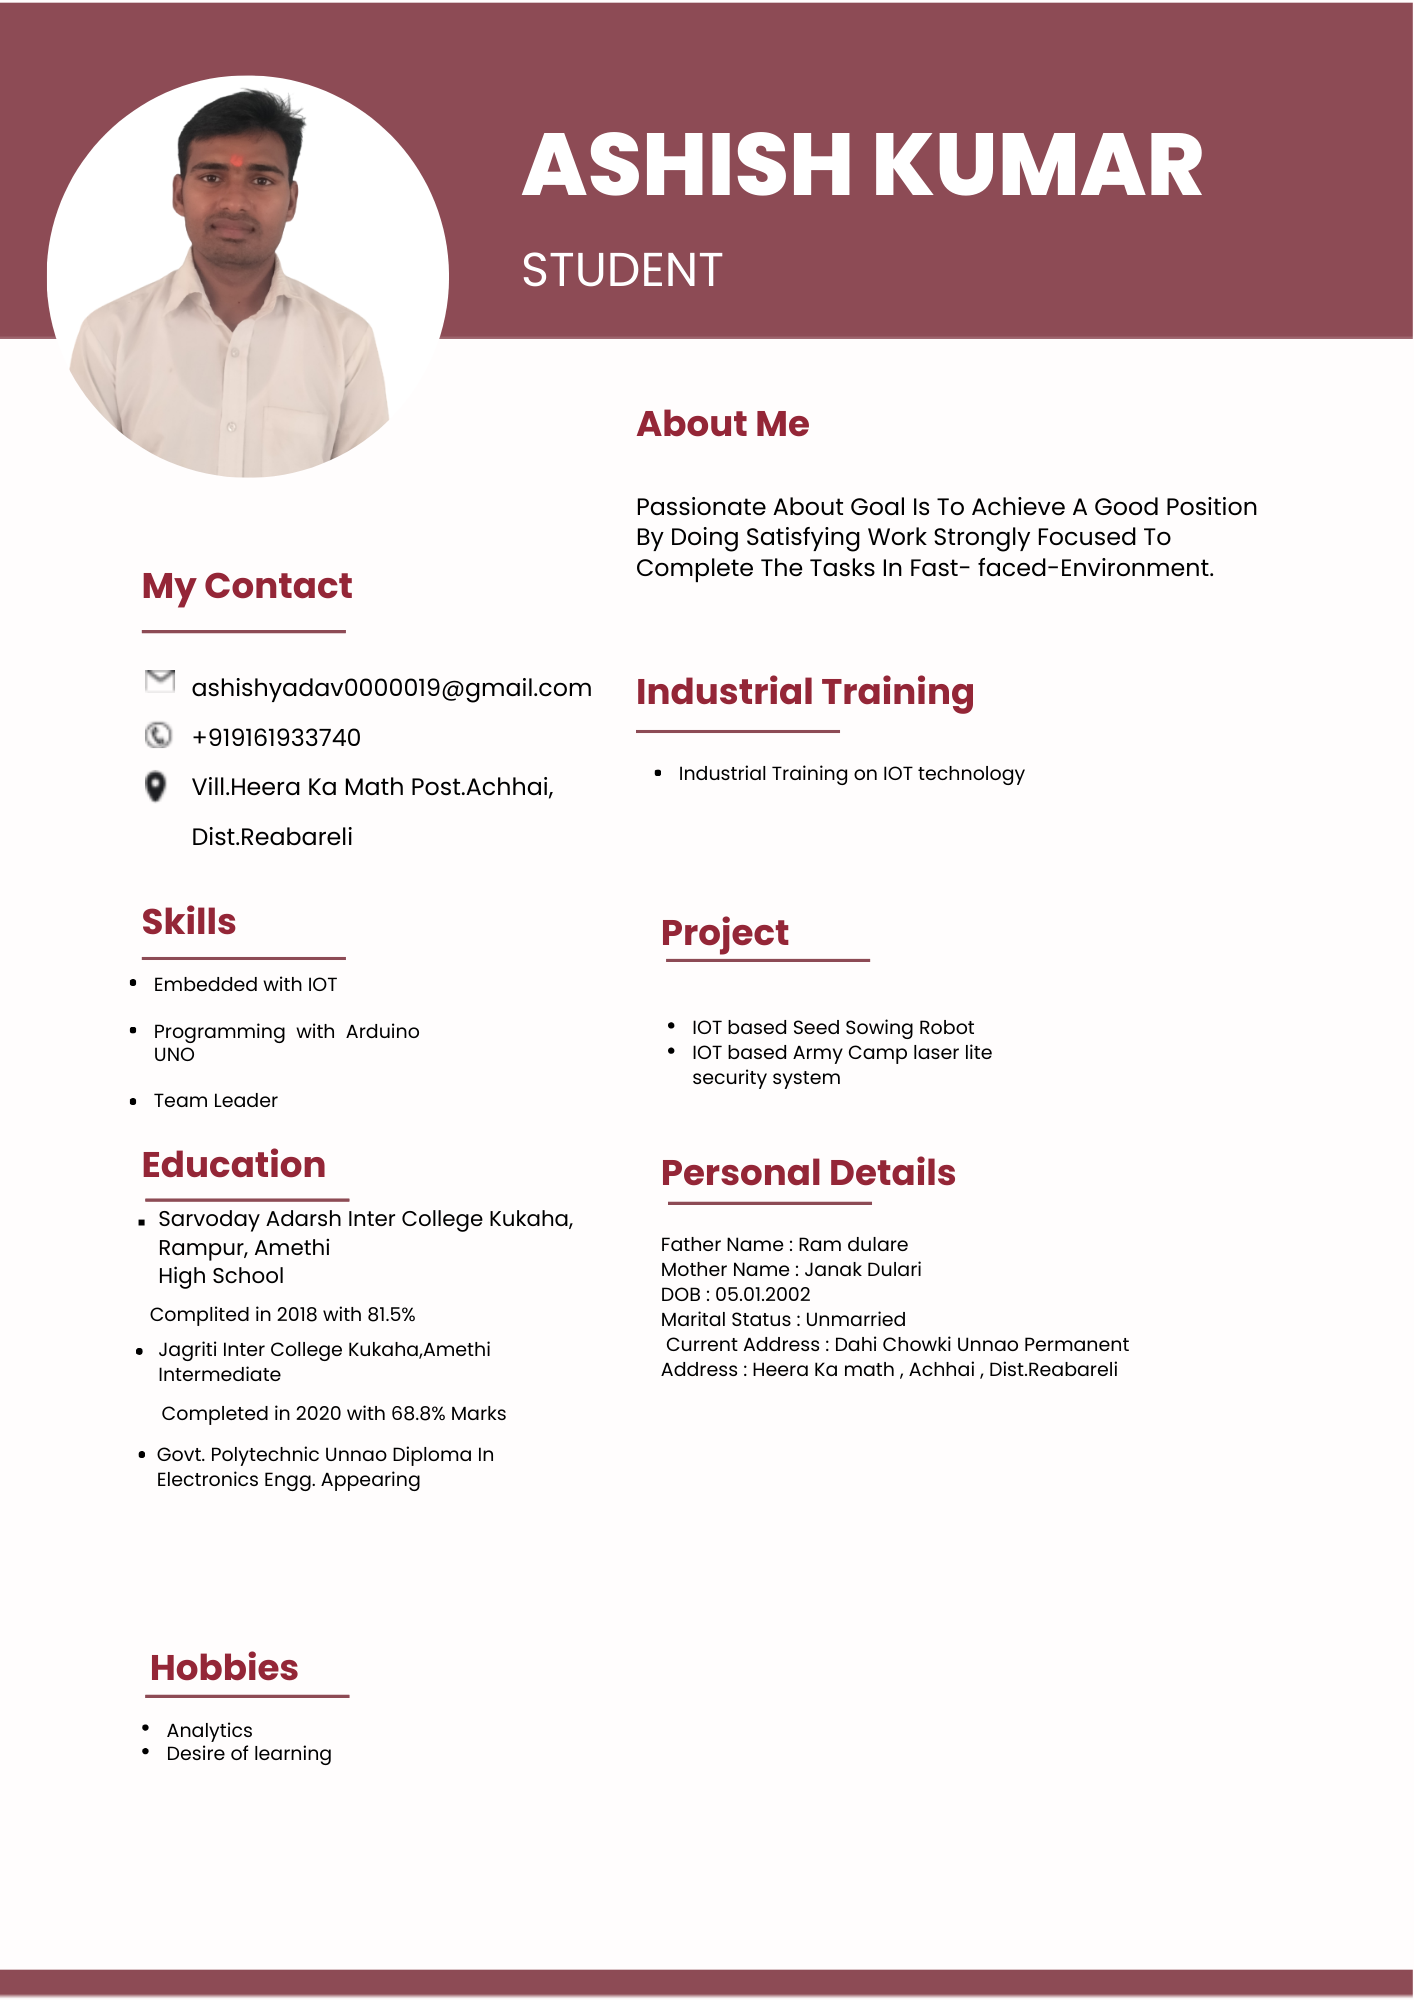 ASHISH KUMAR
STUDENT
About Me
Passionate About Goal Is To Achieve A Good Position
By Doing Satisfying Work Strongly Focused To
Complete The Tasks In Fast- faced-Environment.
My Contact
ashishyadav0000019@gmail.com
+919161933740
Vill.Heera Ka Math Post.Achhai,
Dist.Reabareli
Industrial Training
• Industrial Training on IOT technology
Skills
• Embedded with IOT
• Programming with Arduino
UNO
• Team Leader
Project
• IOT based Seed Sowing Robot
• IOT based Army Camp laser lite
security system
Education
▪ Sarvoday Adarsh Inter College Kukaha,
Rampur, Amethi
High School
Complited in 2018 with 81.5%
• Jagriti Inter College Kukaha,Amethi
Intermediate
Completed in 2020 with 68.8% Marks
• Govt. Polytechnic Unnao Diploma In
Electronics Engg. Appearing
Personal Details
Father Name : Ram dulare
Mother Name : Janak Dulari
DOB : 05.01.2002
Marital Status : Unmarried
Current Address : Dahi Chowki Unnao Permanent
Address : Heera Ka math , Achhai , Dist.Reabareli
Hobbies
• Analytics
• Desire of learning